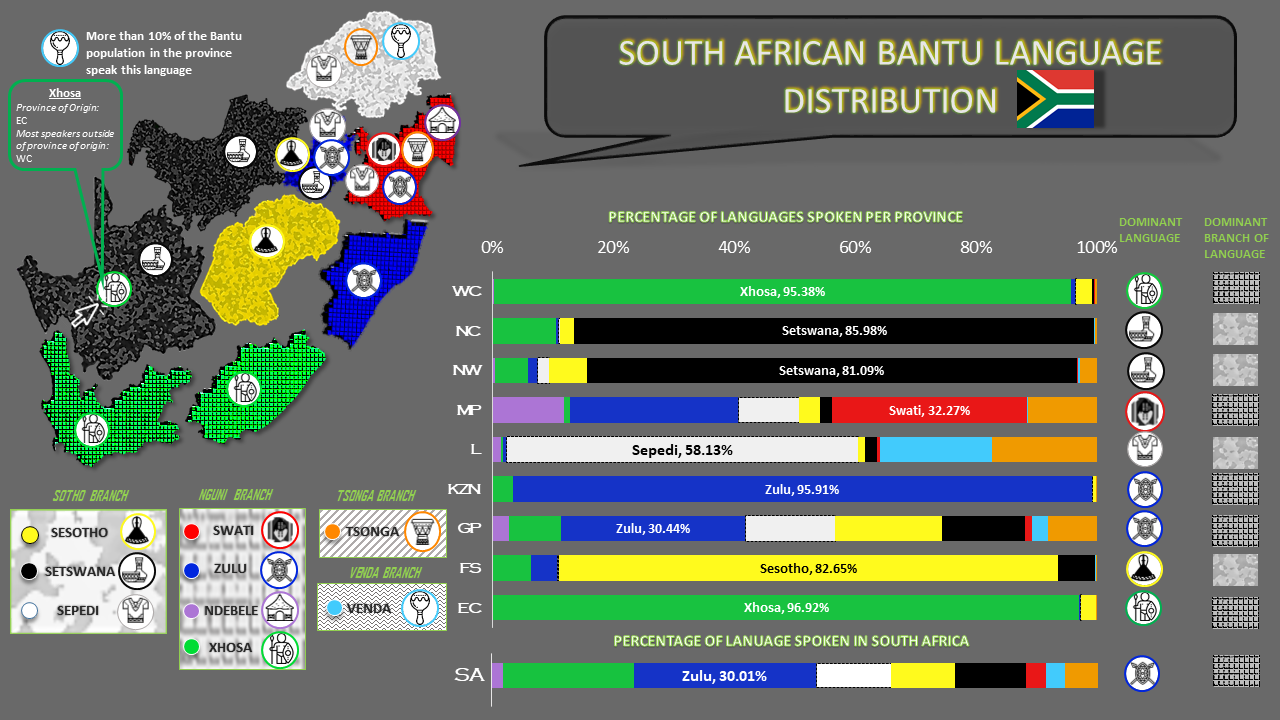 SOUTH AFRICAN BANTU LANGUAGE
DISTRIBUTION
More than 10% of the Bantu
population in the province
speak this language
Xhosa
Province of Origin:
EC
Most speakers outside
of province of origin:
WC
PERCENTAGE OF LANGUAGES SPOKEN PER PROVINCE
DOMINANT
LANGUAGE
DOMINANT
BRANCH OF
LANGUAGE
0% 20% 40% 60% 80% 100%
WC Xhosa, 95.38%
NC Setswana, 85.98%
NW Setswana, 81.09%
MP Swati, 32.27%
L Sepedi, 58.13%
KZN Zulu, 95.91%
GP Zulu, 30.44%
FS Sesotho, 82.65%
EC Xhosa, 96.92%
PERCENTAGE OF LANUAGE SPOKEN IN SOUTH AFRICA
SA Zulu, 30.01%
SOTHO BRANCH
SESOTHO
SETSWANA
SEPEDI
NGUNI BRANCH
SWATI
ZULU
NDEBELE
XHOSA
TSONGA BRANCH
TSONGA
VENDA BRANCH
VENDA